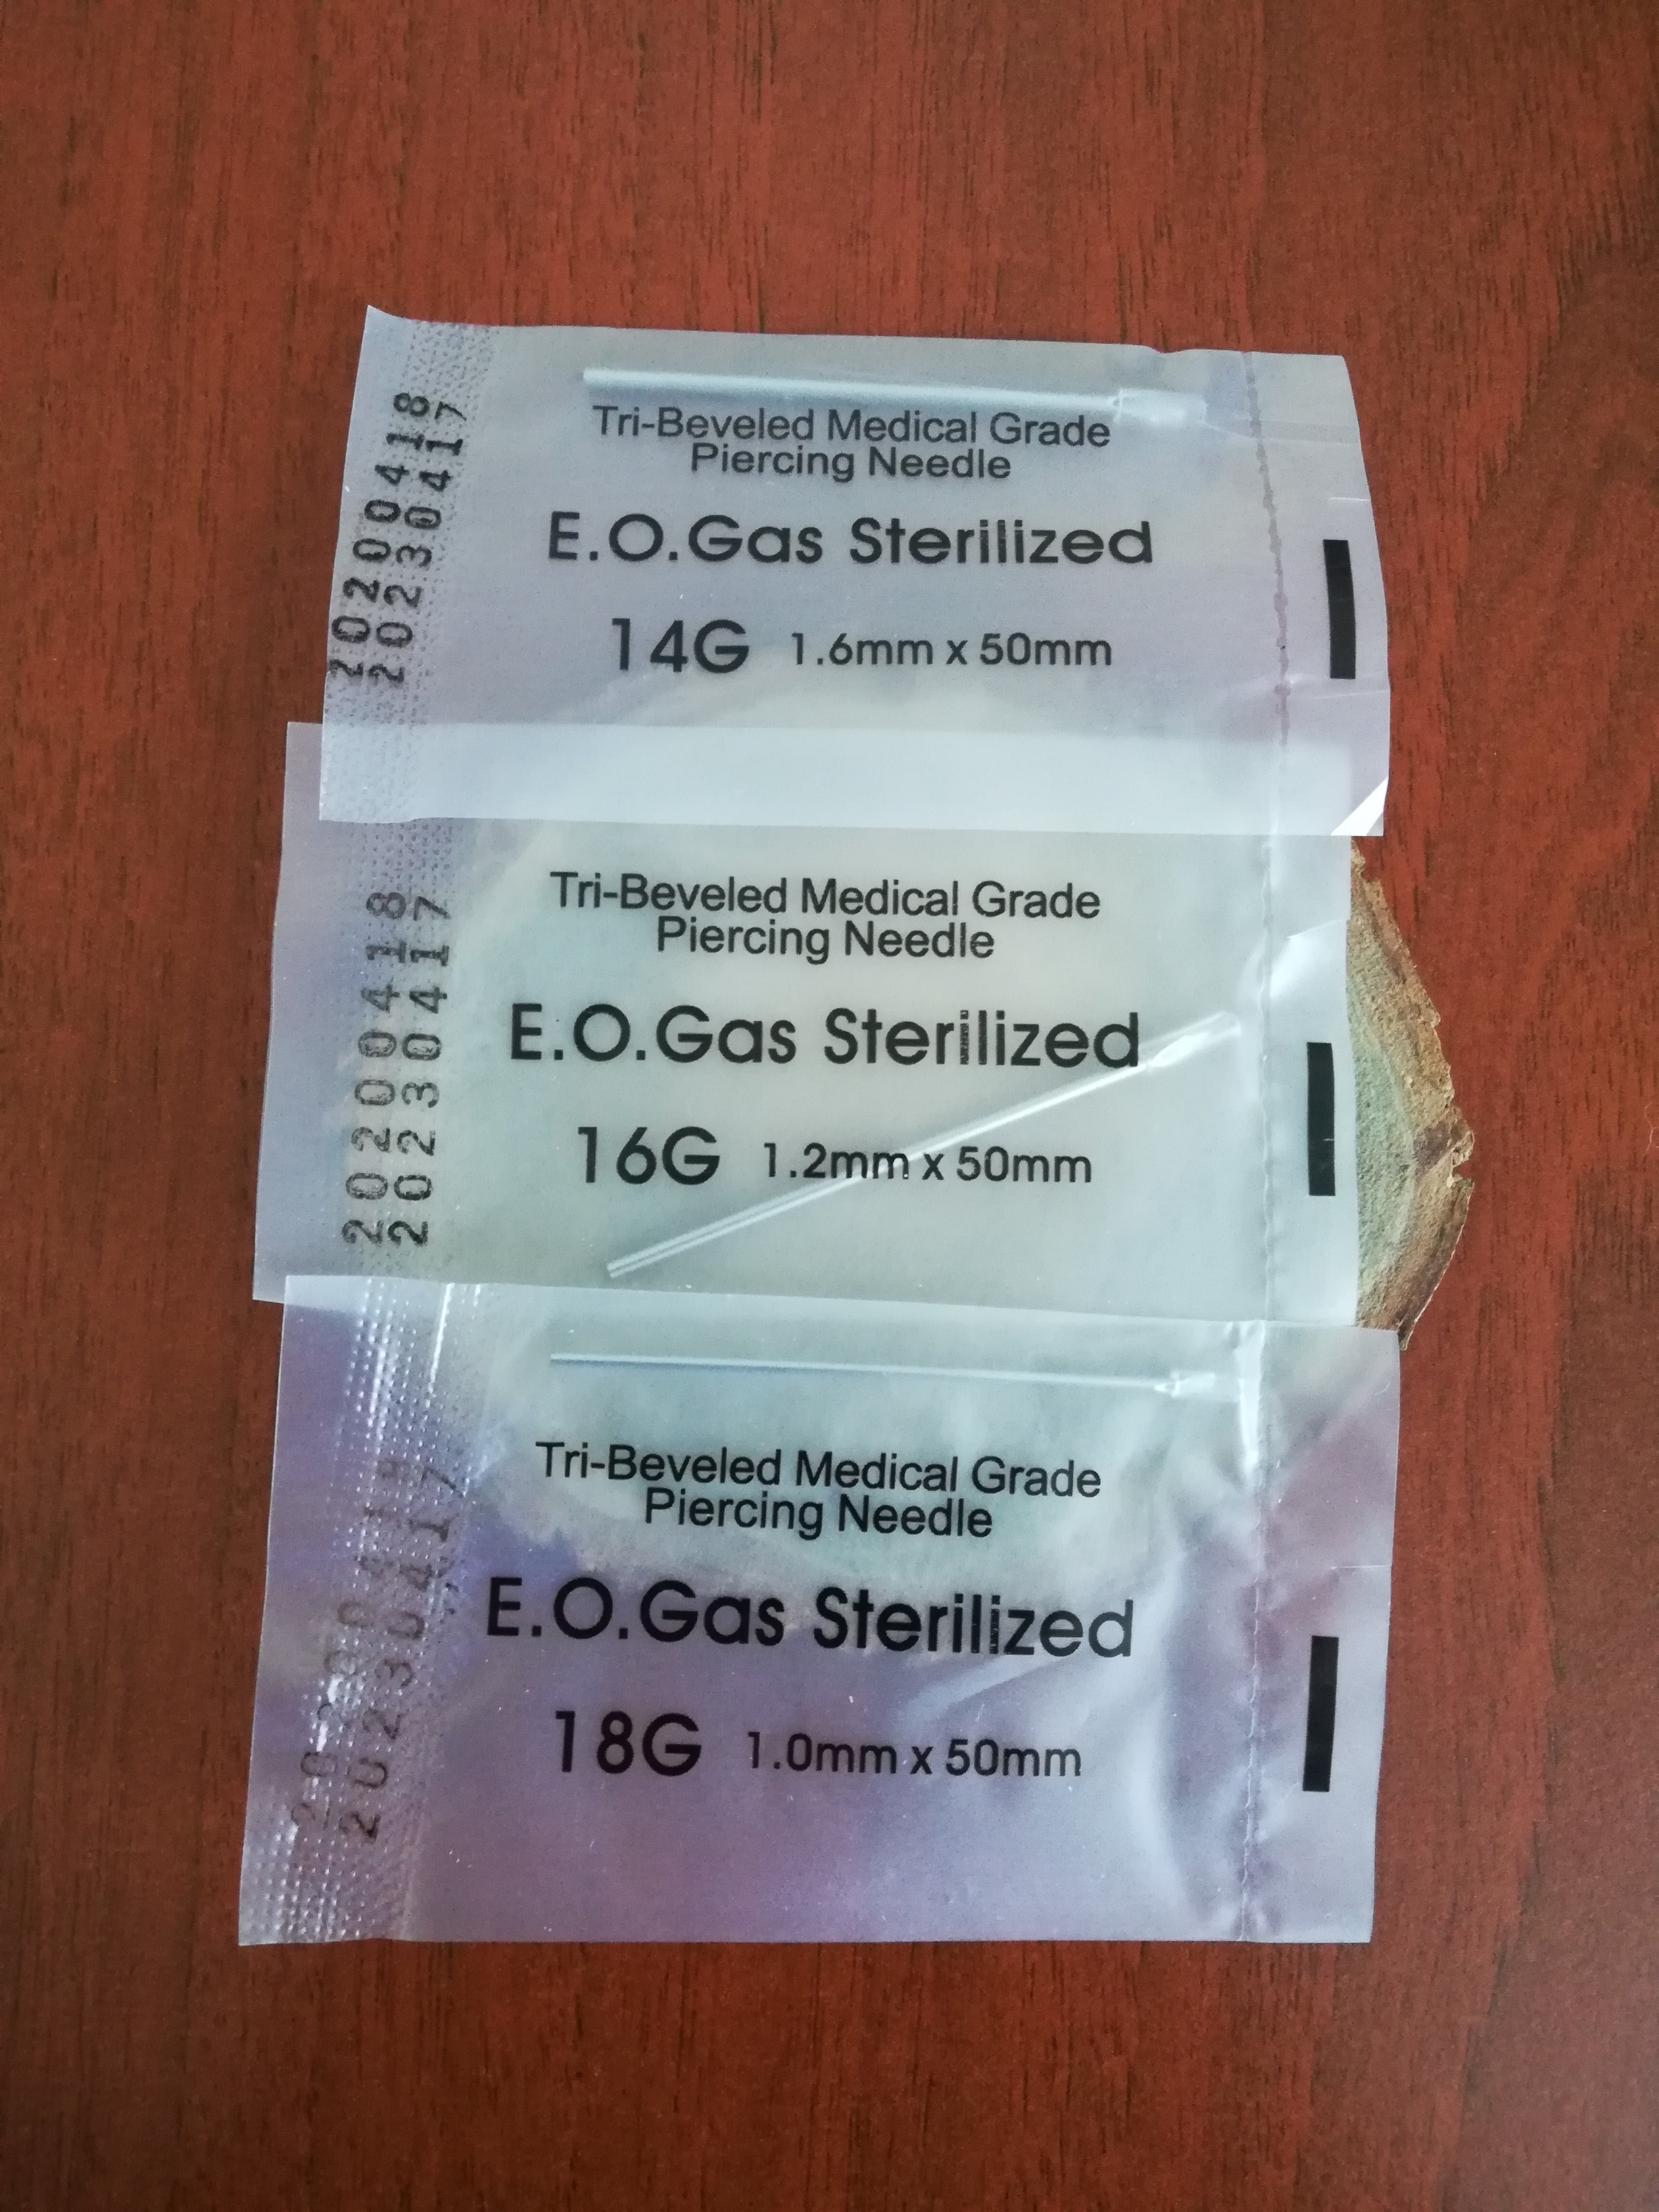 20200418
20230417
Tri-Beveled Medical Grade
Piercing Needle
E.O.Gas Sterilized
14G 1.6mm x 50mm
20200418
20230417
Tri-Beveled Medical Grade
Piercing Needle
E.O.Gas Sterilized
16G 1.2mm x 50mm
20230417
Tri-Beveled Medical Grade
Piercing Needle
E.O.Gas Sterilized
18G 1.0mm x 50mm